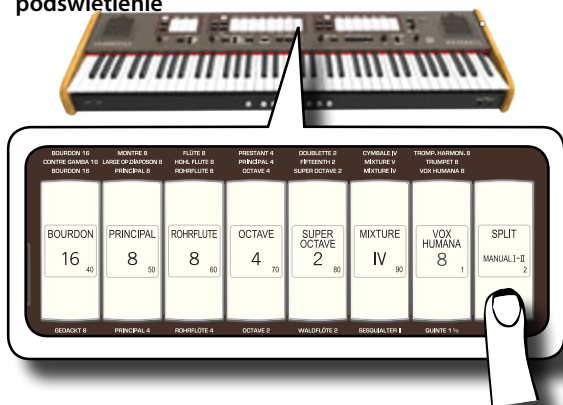 podświetlenie
BOURDON 16 MONTRE 8 FLÛTE 8 PRESTANT 4 DOUBLETTE 2 CYMBALE IV TROMP. HARMON. 8
CONTRE GAMBA 16 LARGE OP.DIAPOSON 8 HOHL FLUTE 8 PRINCIPAL 4 FIFTEENTH 2 MIXTURE V TRUMPET 8
BOURDON 16 PRINCIPAL 8 ROHRFLUTE 8 OCTAVE 4 SUPER OCTAVE 2 MIXTURE IV VOX HUMANA 8
BOURDON
16
40
PRINCIPAL
8
50
ROHRFLUTE
8
60
OCTAVE
4
70
SUPER
OCTAVE
2
80
MIXTURE
IV
90
VOX
HUMANA
8
1
SPLIT
MANUAL I-II
2
GEDACKT 8 PRINCIPAL 4 ROHRFLÖTE 4 OCTAVE 2 WALDFLÖTE 2 SESQUIALTER II QUINTE 1 ⅓